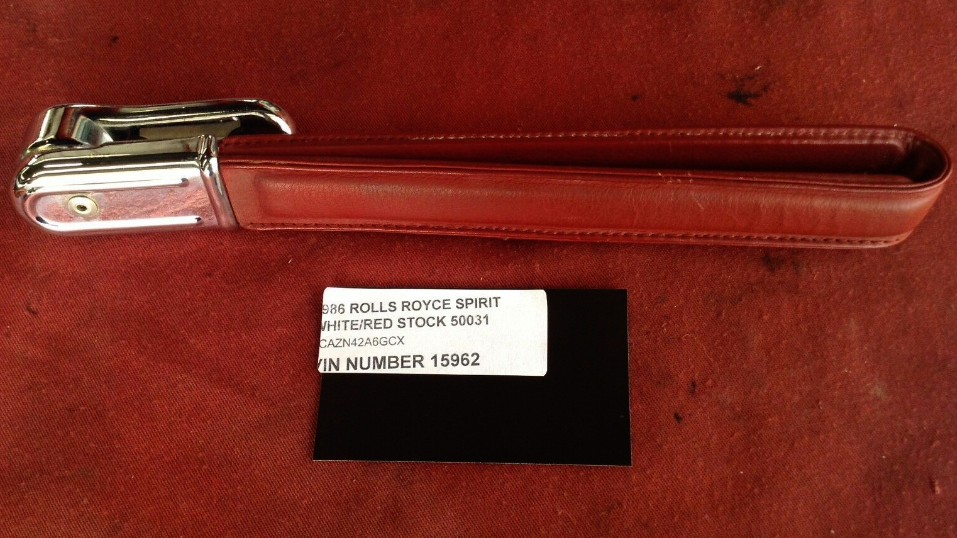 986 ROLLS ROYCE SPIRIT
WHITE/RED STOCK 50031
CAZN42A6GCX
VIN NUMBER 15962